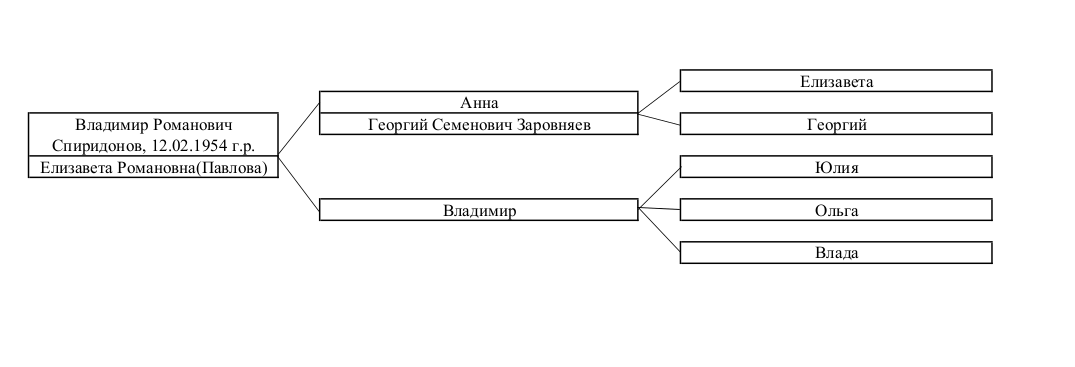 Владимир Романович
Спиридонов, 12.02.1954 г.р.
Елизавета Романовна(Павлова)
Анна
Георгий Семенович Заровняев
Владимир
Елизавета
Георгий
Юлия
Ольга
Влада